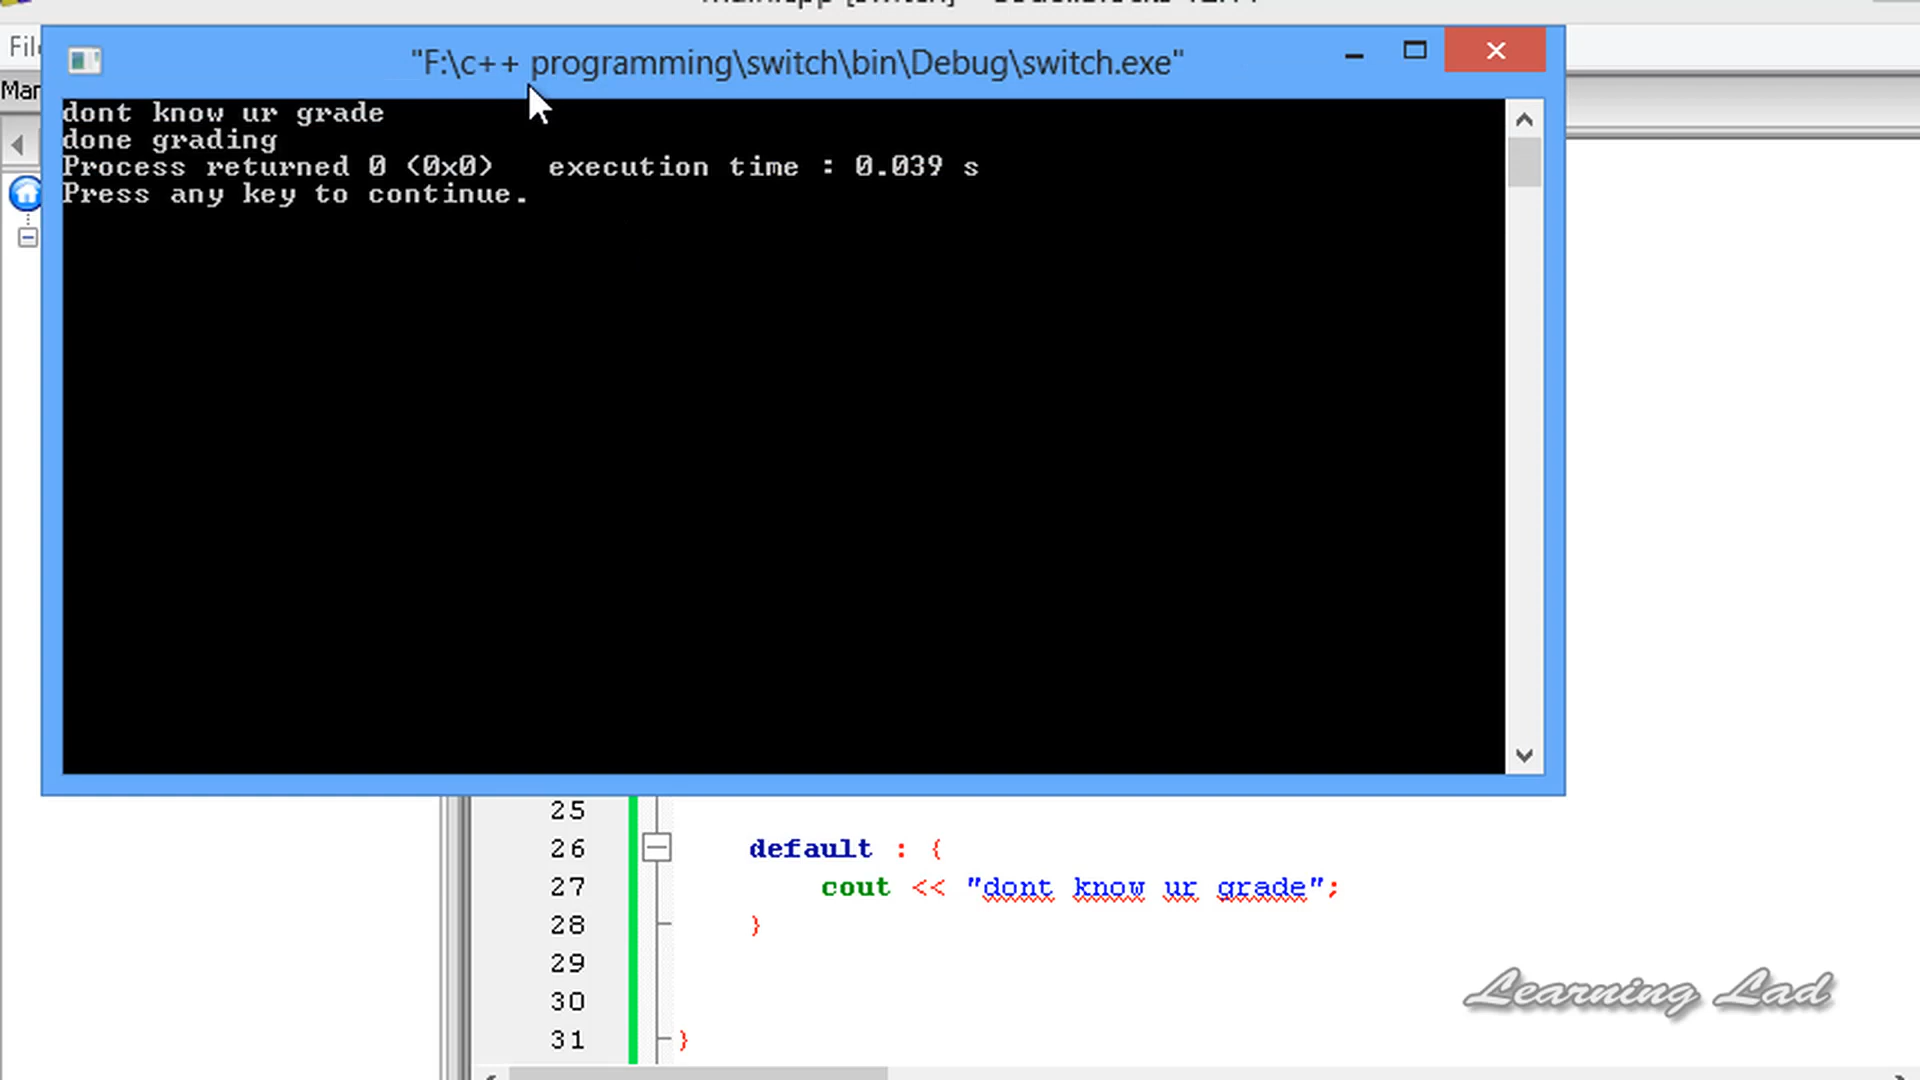 "F:\c++ programming\switch\bin\Debug\switch.exe"
dont know ur grade
done grading
Process returned 0 (0x0)   execution time : 0.039 s
Press any key to continue.
25
26 default : {
27 cout << "dont know ur grade";
28 }
29
30
31 }
Learning Lad